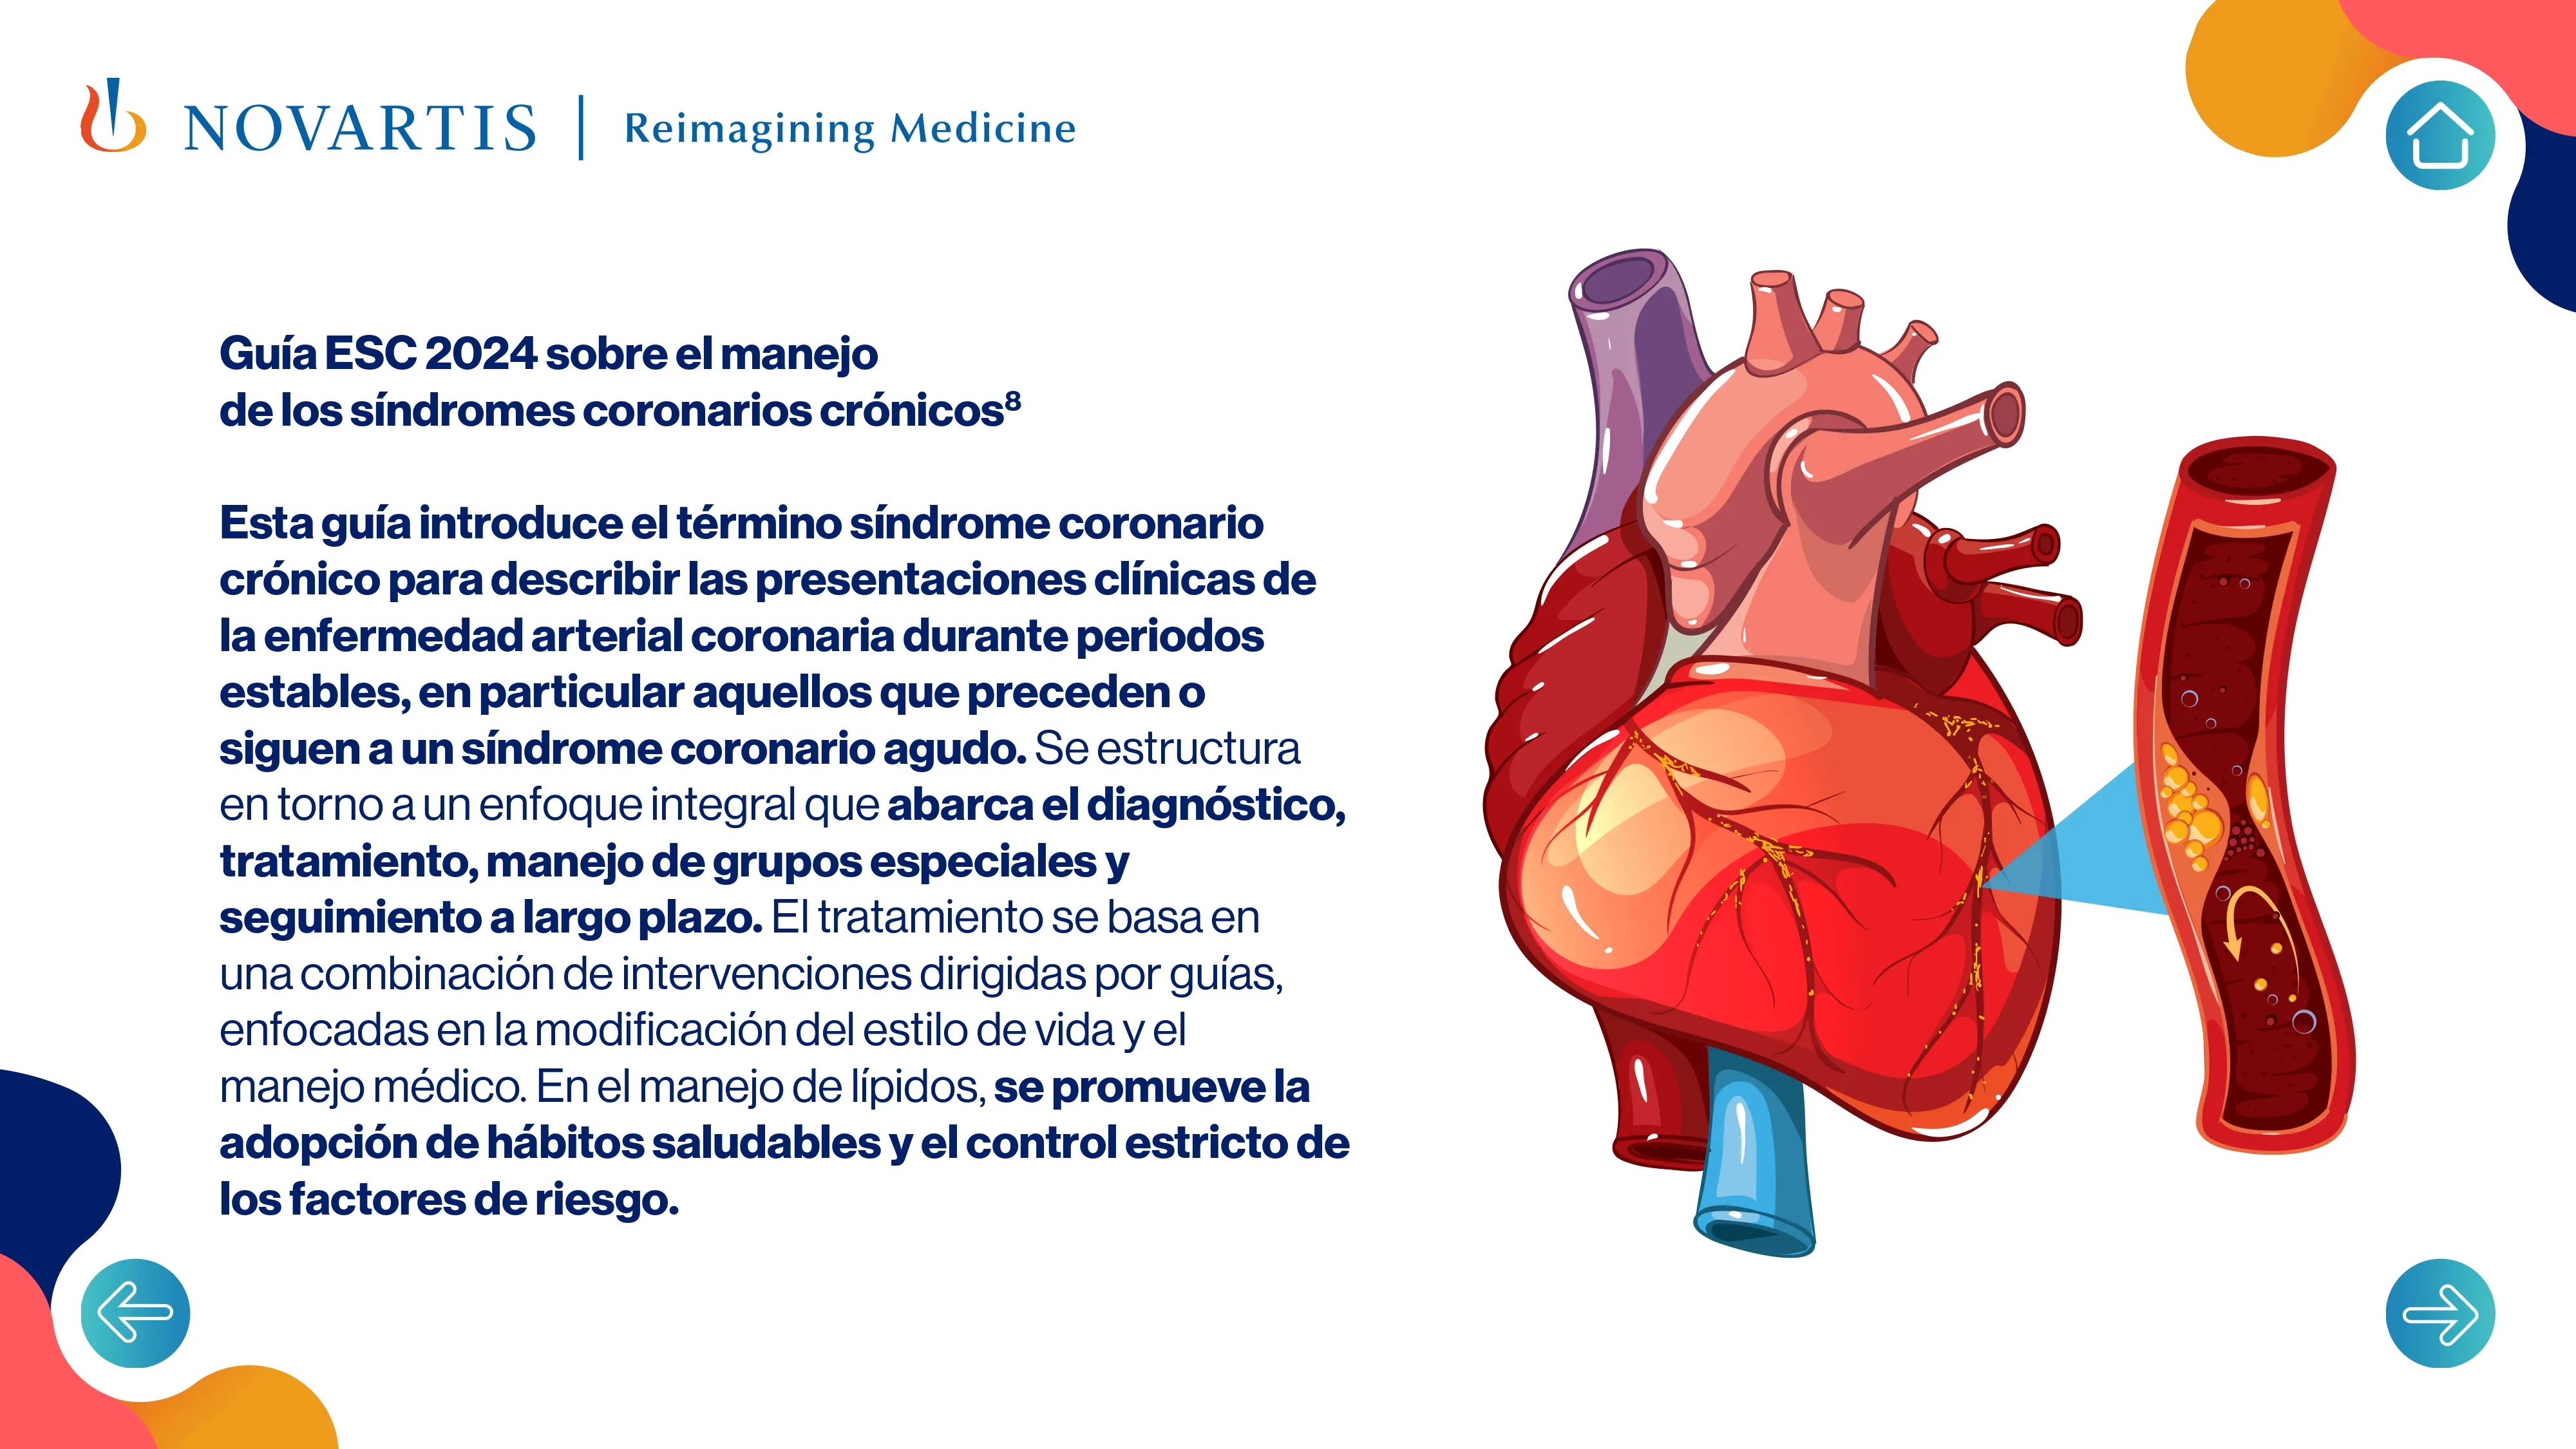 NOVARTIS | Reimagining Medicine
Guía ESC 2024 sobre el manejo
de los síndromes coronarios crónicos⁸
Esta guía introduce el término síndrome coronario
crónico para describir las presentaciones clínicas de
la enfermedad arterial coronaria durante periodos
estables, en particular aquellos que preceden o
siguen a un síndrome coronario agudo. Se estructura
en torno a un enfoque integral que abarca el diagnóstico,
tratamiento, manejo de grupos especiales y
seguimiento a largo plazo. El tratamiento se basa en
una combinación de intervenciones dirigidas por guías,
enfocadas en la modificación del estilo de vida y el
manejo médico. En el manejo de lípidos, se promueve la
adopción de hábitos saludables y el control estricto de
los factores de riesgo.